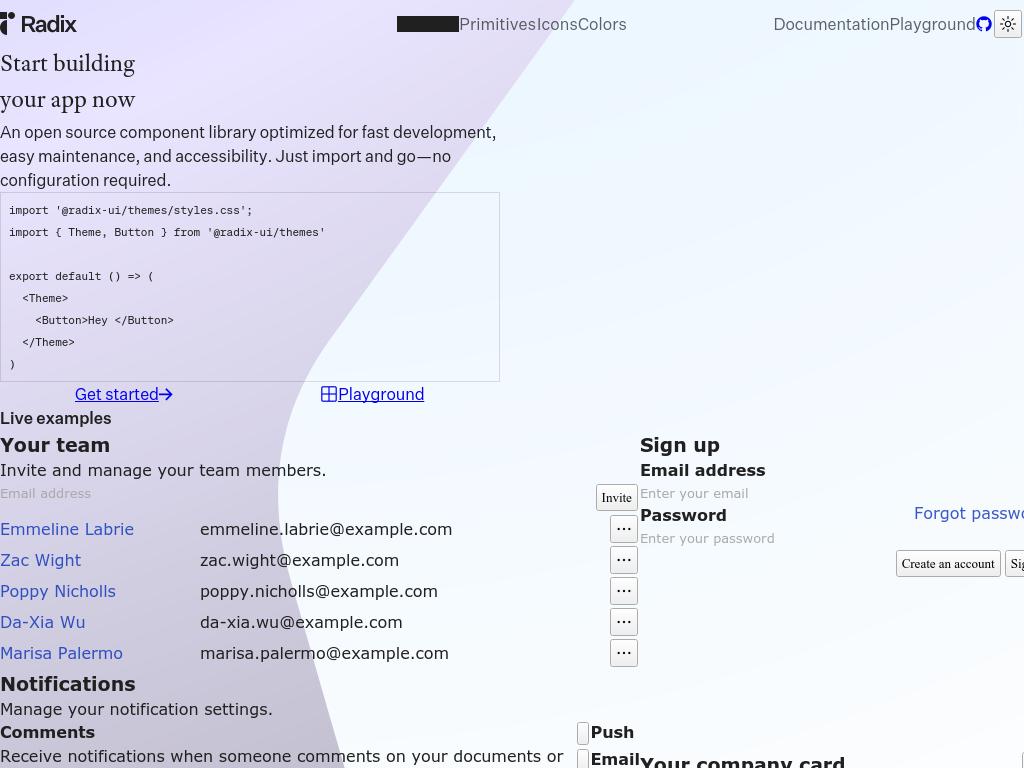 Radix
Primitives Icons Colors
Documentation Playground
Start building
your app now
An open source component library optimized for fast development,
easy maintenance, and accessibility. Just import and go—no
configuration required.
import '@radix-ui/themes/styles.css';
import { Theme, Button } from '@radix-ui/themes'
export default () => (
<Theme>
<Button>Hey </Button>
</Theme>
)
Get started
Playground
Live examples
Your team
Invite and manage your team members.
Email address
Invite
Emmeline Labrie emmeline.labrie@example.com
Zac Wight zac.wight@example.com
Poppy Nicholls poppy.nicholls@example.com
Da-Xia Wu da-xia.wu@example.com
Marisa Palermo marisa.palermo@example.com
Notifications
Manage your notification settings.
Comments
Receive notifications when someone comments on your documents or
Push
Email
Sign up
Email address
Enter your email
Password
Forgot passwo
Enter your password
Create an account
Sig
Your company card